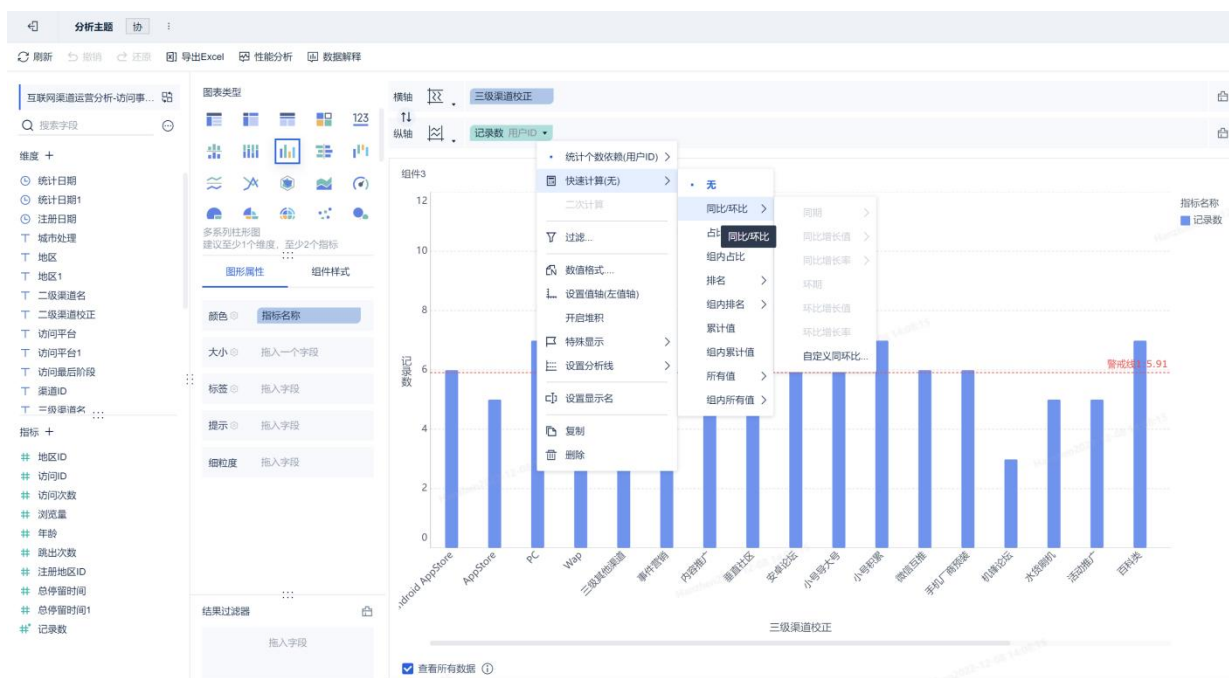 分析主题 协
刷新 撤销 还原 导出Excel 性能分析 数据解释
互联网渠道运营分析-访问事...
搜索字段
维度 +
统计日期
统计日期1
注册日期
城市处理
地区
地区1
二级渠道名
二级渠道校正
访问平台
访问平台1
访问最后阶段
渠道ID
三级渠道名
指标 +
地区ID
访问ID
访问次数
浏览量
年龄
跳出次数
注册地区ID
总停留时间
总停留时间1
记录数
图表类型
123
多系列柱形图
建议至少1个维度，至少2个指标
图形属性 组件样式
颜色 指标名称
大小 拖入一个字段
标签 拖入字段
提示 拖入字段
细粒度 拖入字段
结果过滤器
拖入字段
横轴 三级渠道校正
纵轴 记录数 用户ID
组件3
统计个数依赖(用户ID)
快速计算(无)
二次计算
过滤...
数值格式....
设置值轴(左值轴)
开启堆积
特殊显示
设置分析线
设置显示名
复制
删除
无
同比/环比
同比/环比
组内占比
排名
组内排名
累计值
组内累计值
所有值
组内所有值
同期
同比增长值
同比增长率
环期
环比增长值
环比增长率
自定义同环比...
指标名称
记录数
12
10
8
6
4
2
0
记录数
AppStore
PC
Wap
三级其他渠道
事件营销
内容推广
垂直社区
安卓论坛
小号导大号
小号积累
微信互推
手机厂商预装
机锋论坛
水货刷机
活动推广
百科类
三级渠道校正
查看所有数据